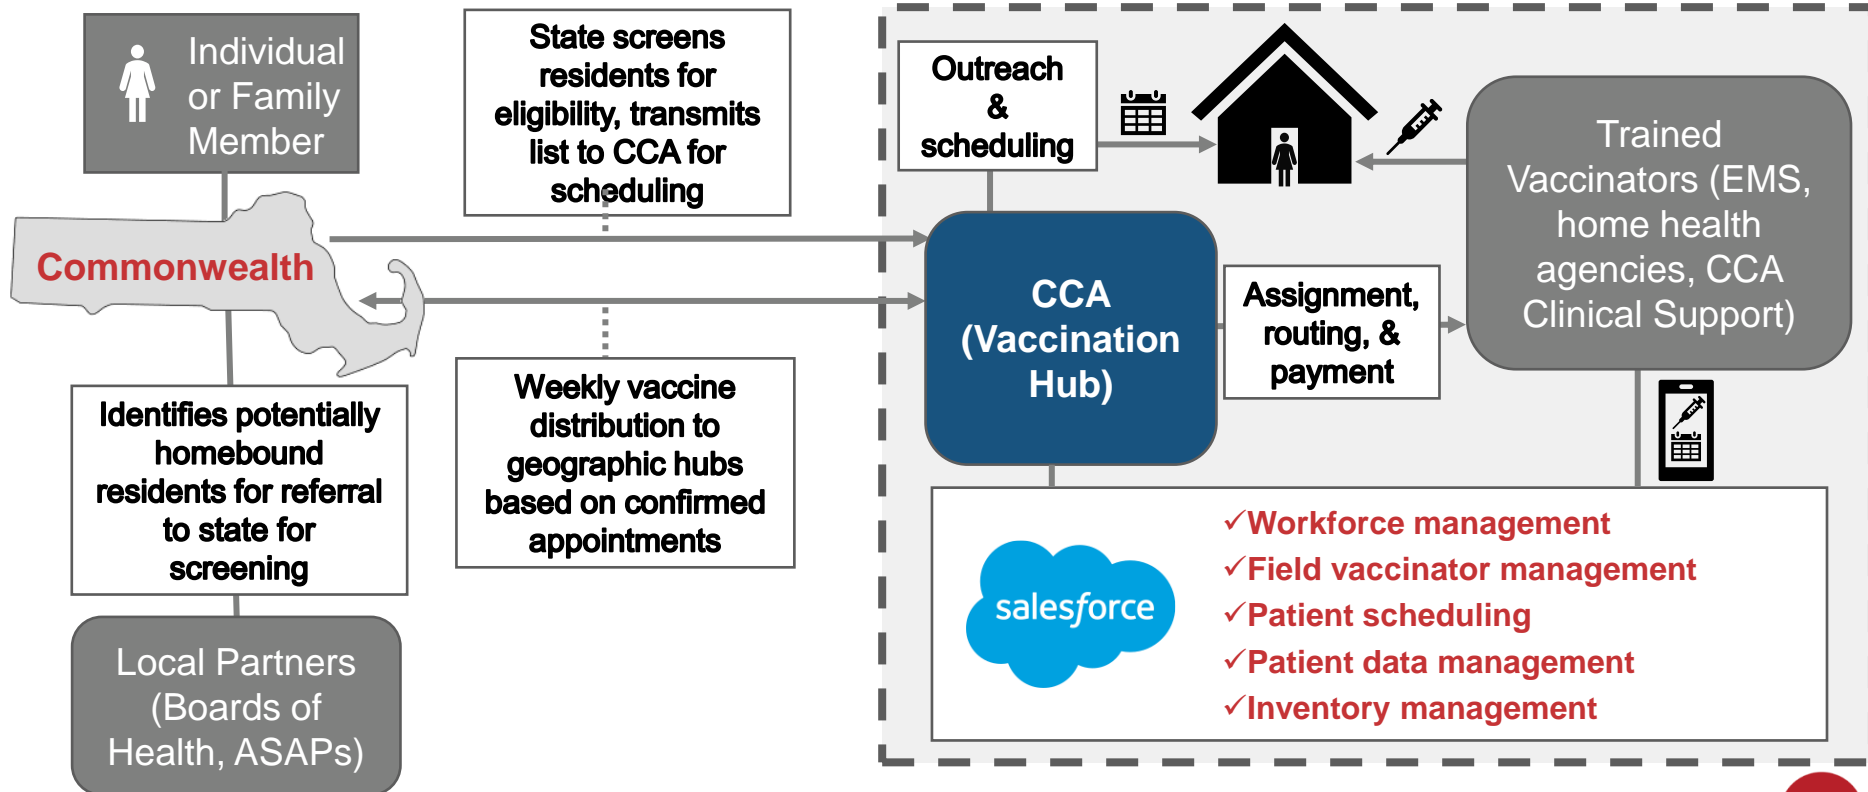 Individual
or Family
Member
State screens
residents for
eligibility, transmits
list to CCA for
scheduling
Commonwealth
Identifies potentially
homebound
residents for referral
to state for
screening
Weekly vaccine
distribution to
geographic hubs
based on confirmed
appointments
Local Partners
(Boards of
Health, ASAPs)
Outreach
&
scheduling
CCA
(Vaccination
Hub)
Assignment,
routing, &
payment
Trained
Vaccinators (EMS,
home health
agencies, CCA
Clinical Support)
salesforce
✓Workforce management
✓Field vaccinator management
✓Patient scheduling
✓Patient data management
✓Inventory management